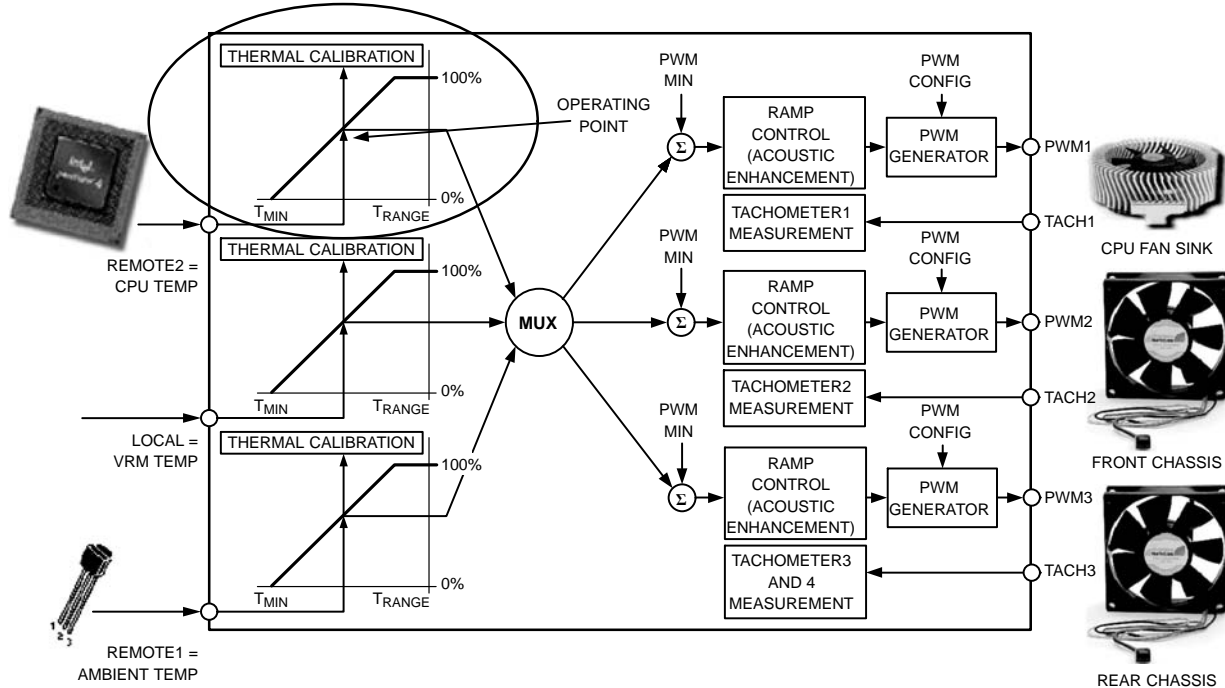 THERMAL CALIBRATION
100%
OPERATING
POINT
0%
TMIN
TRANGE
REMOTE2 =
CPU TEMP
THERMAL CALIBRATION
100%
0%
TMIN
TRANGE
LOCAL =
VRM TEMP
THERMAL CALIBRATION
100%
0%
TMIN
TRANGE
REMOTE1 =
AMBIENT TEMP
1
2
3
intel
MUX
PWM
MIN
Σ
RAMP
CONTROL
(ACOUSTIC
ENHANCEMENT)
PWM
CONFIG
PWM
GENERATOR
PWM1
TACHOMETER1
MEASUREMENT
TACH1
CPU FAN SINK
PWM
MIN
Σ
RAMP
CONTROL
(ACOUSTIC
ENHANCEMENT)
PWM
CONFIG
PWM
GENERATOR
PWM2
TACHOMETER2
MEASUREMENT
TACH2
FRONT CHASSIS
PWM
MIN
Σ
RAMP
CONTROL
(ACOUSTIC
ENHANCEMENT)
PWM
CONFIG
PWM
GENERATOR
PWM3
TACHOMETER3
AND 4
MEASUREMENT
TACH3
REAR CHASSIS